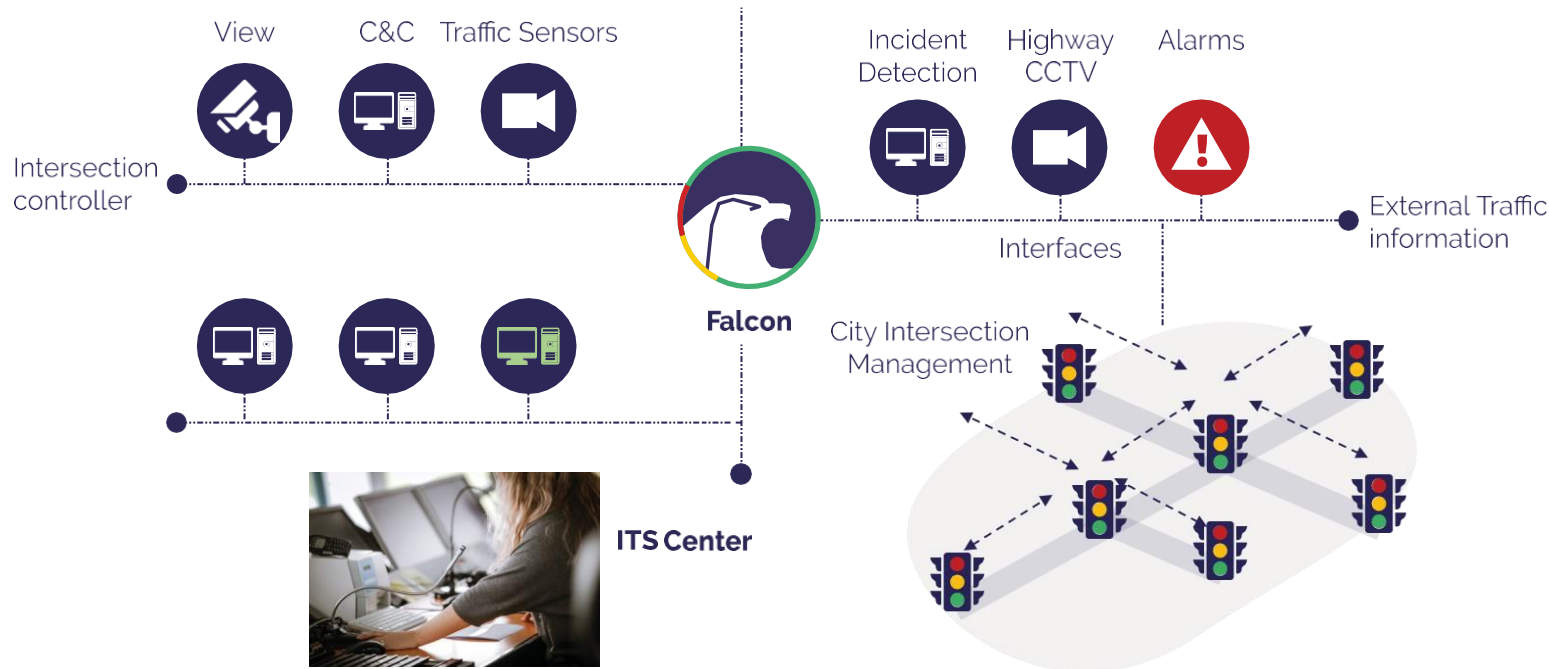 View
C&C
Traffic Sensors
Incident
Detection
Highway
CCTV
Alarms
Intersection
controller
External Traffic
information
Interfaces
Falcon
City Intersection
Management
ITS Center